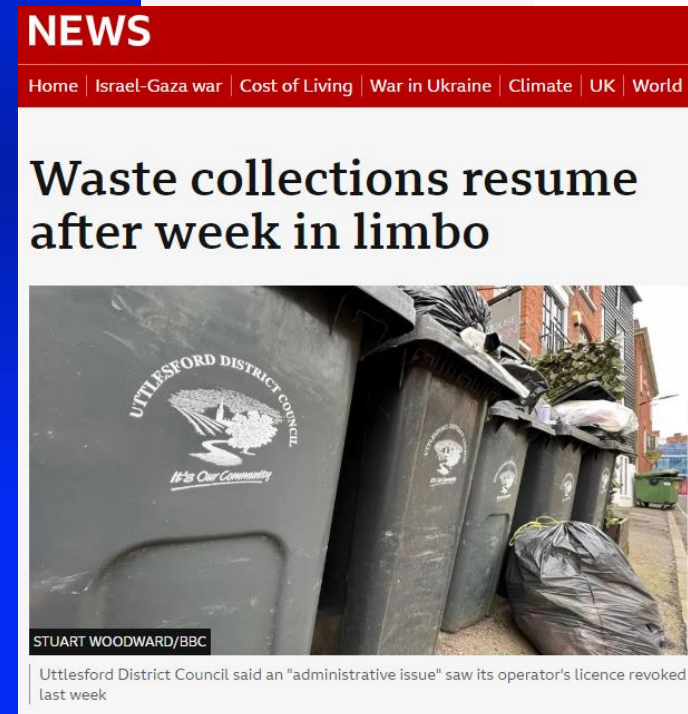 NEWS
Home Israel-Gaza war Cost of Living War in Ukraine Climate UK World
Waste collections resume
after week in limbo
UTTLESFORD DISTRICT COUNCIL
It's Our Community
STUART WOODWARD/BBC
Uttlesford District Council said an "administrative issue" saw its operator's licence revoked
last week